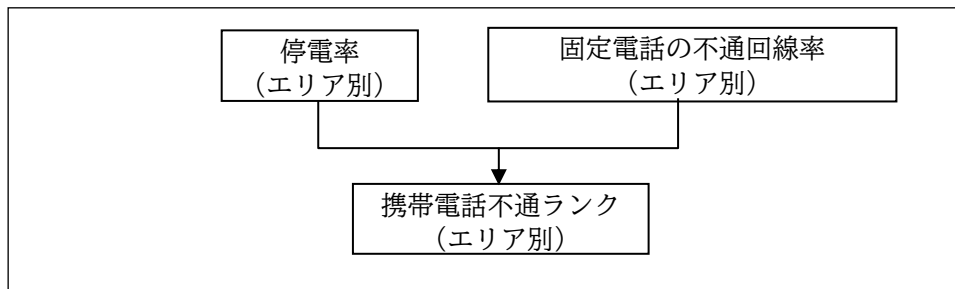 停電率
（エリア別）
固定電話の不通回線率
（エリア別）
携帯電話不通ランク
（エリア別）